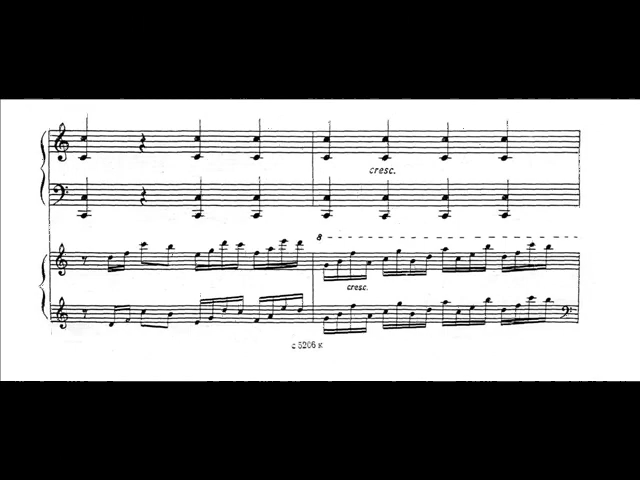 cresc.
8
cresc.
с 5206 к